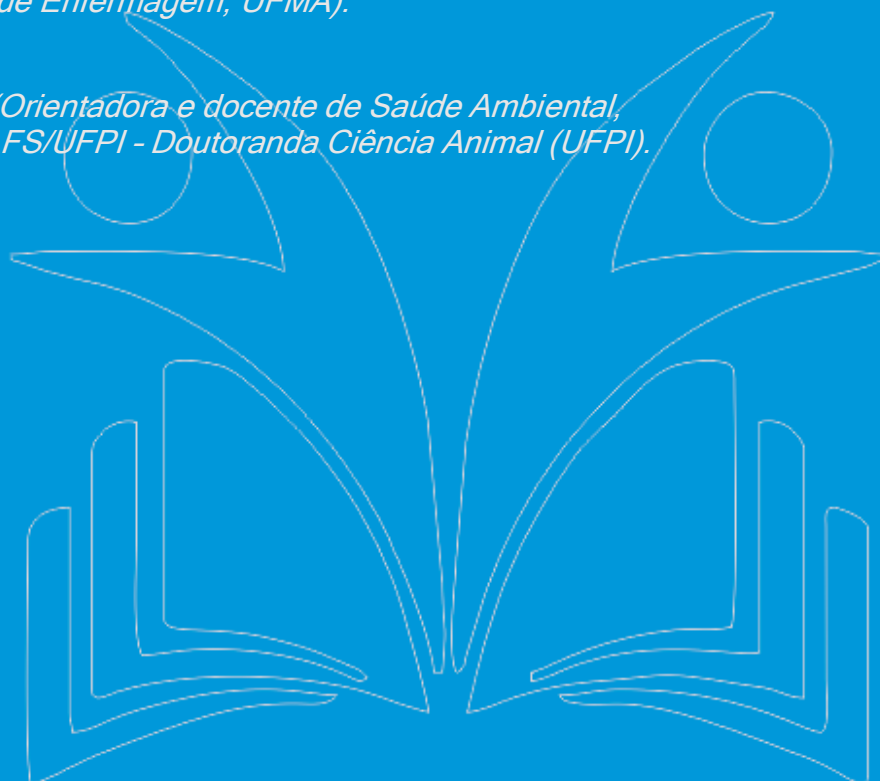 de Enfermagem, UFMA).
(Orientadora e docente de Saúde Ambiental,
FS/UFPI - Doutoranda Ciência Animal (UFPI).